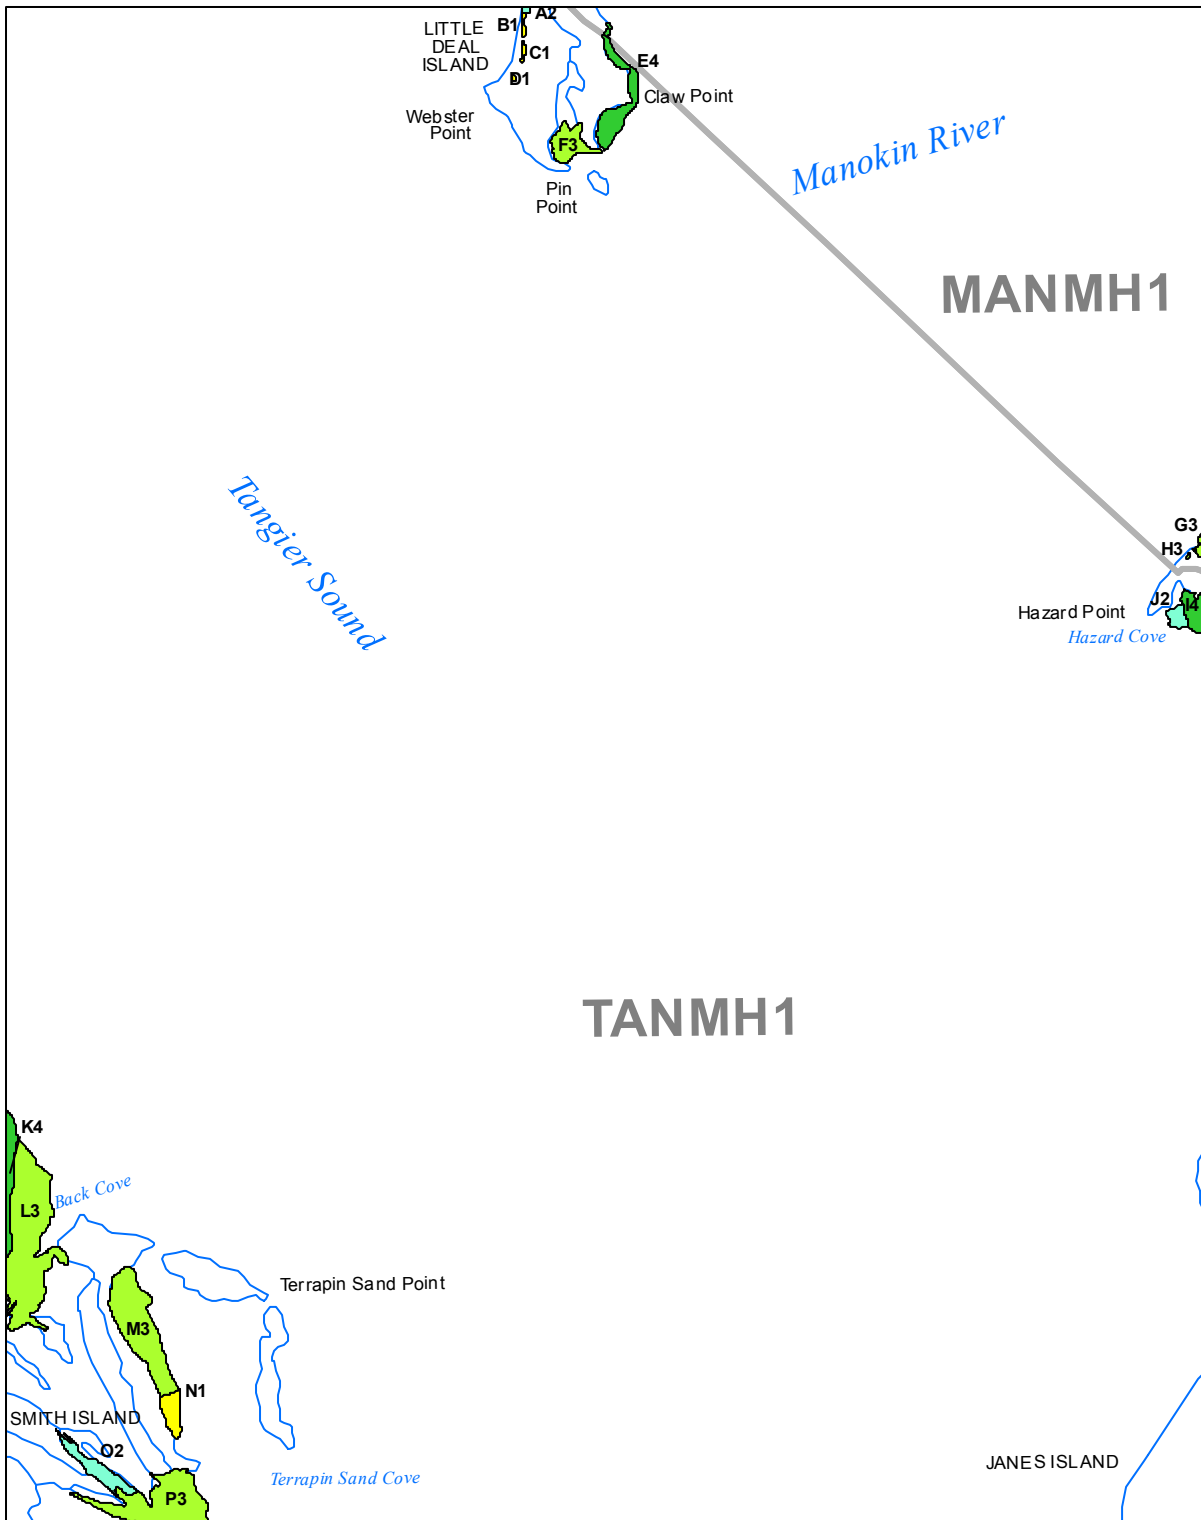 A2
B1
LITTLE
DEAL
ISLAND
C1
D1
E4
Claw Point
Webster
Point
F3
Pin
Point
Manokin River
MANMH1
Tangier Sound
G3
H3
J2
I4
Hazard Point
Hazard Cove
TANMH1
K4
Back Cove
L3
Terrapin Sand Point
M3
N1
SMITH ISLAND
O2
Terrapin Sand Cove
P3
JANES ISLAND